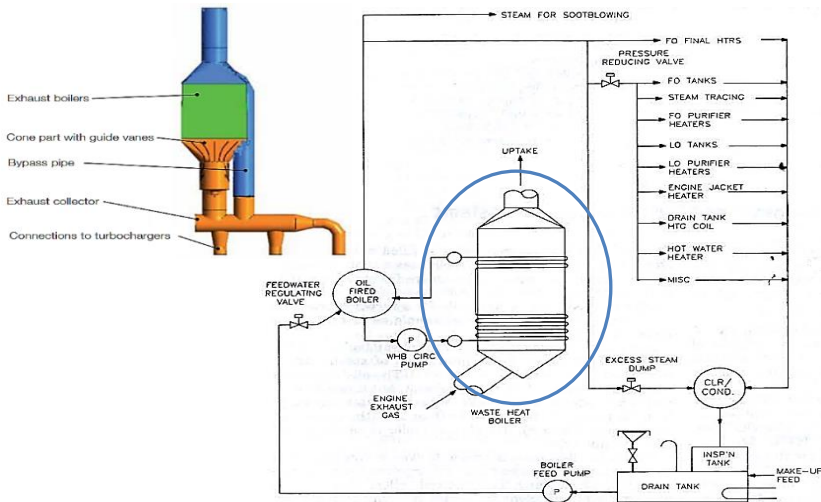 Exhaust boilers
Cone part with guide vanes
Bypass pipe
Exhaust collector
Connections to turbochargers
STEAM FOR SOOTBLOWING
FO FINAL HTRS
PRESSURE
REDUCING VALVE
FO TANKS
STEAM TRACING
FO PURIFIER
HEATERS
LO TANKS
LO PURIFIER
HEATERS
ENGINE JACKET
HEATER
DRAIN TANK
HTG COIL
HOT WATER
HEATER
MISC
UPTAKE
FEEDWATER
REGULATING
VALVE
OIL
FIRED
BOILER
P
WHB CIRC
PUMP
ENGINE
EXHAUST
GAS
WASTE HEAT
BOILER
EXCESS STEAM
DUMP
CLR/
COND.
INSP'N
TANK
MAKE-UP
FEED
DRAIN TANK
BOILER
FEED PUMP
P